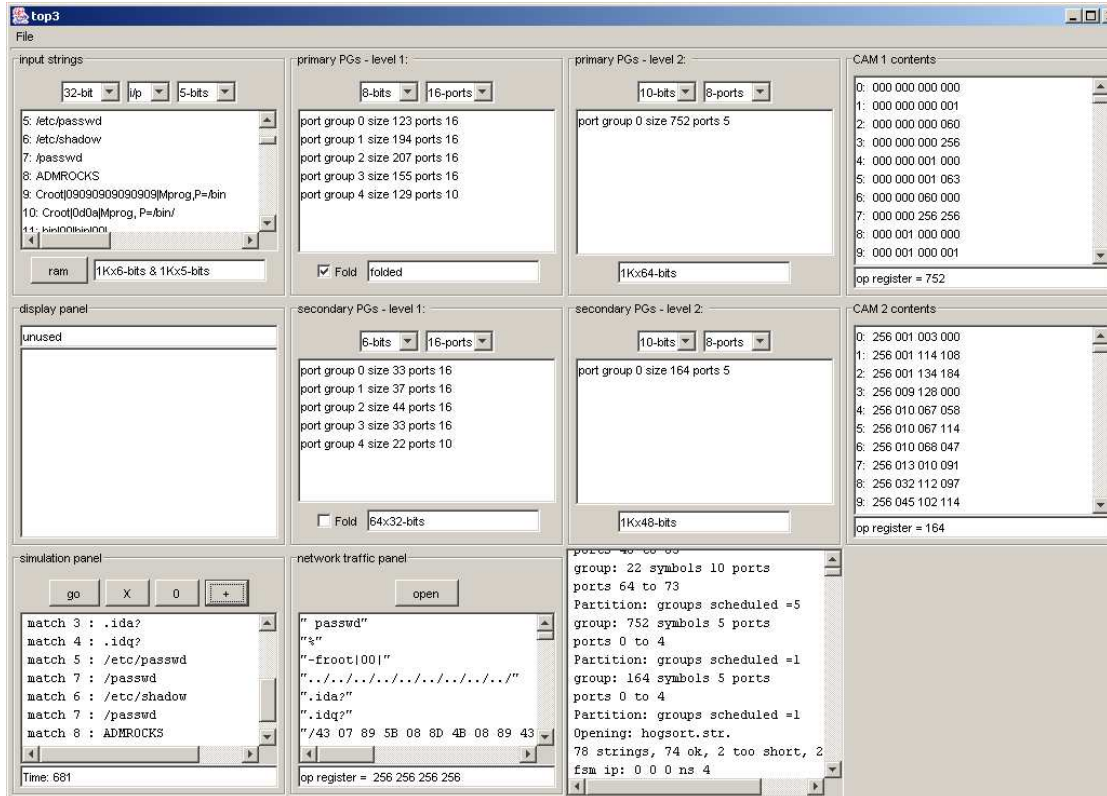 top3
File
input strings
32-bit i/p 5-bits
5: /etc/passwd
6: /etc/shadow
7: /passwd
8: ADMROCKS
9: Croot|09090909090909|Mprog,P=/bin
10: Croot|0d0a|Mprog, P=/bin/
11: bin|00|bin|00|
ram 1Kx6-bits & 1Kx5-bits
primary PGs - level 1:
8-bits 16-ports
port group 0 size 123 ports 16
port group 1 size 194 ports 16
port group 2 size 207 ports 16
port group 3 size 155 ports 16
port group 4 size 129 ports 10
Fold folded
primary PGs - level 2:
10-bits 8-ports
port group 0 size 752 ports 5
1Kx64-bits
CAM 1 contents
0: 000 000 000 000
1: 000 000 000 001
2: 000 000 000 060
3: 000 000 000 256
4: 000 000 001 000
5: 000 000 001 063
6: 000 000 060 000
7: 000 000 256 256
8: 000 001 000 000
9: 000 001 000 001
op register = 752
display panel
unused
secondary PGs - level 1:
6-bits 16-ports
port group 0 size 33 ports 16
port group 1 size 37 ports 16
port group 2 size 44 ports 16
port group 3 size 33 ports 16
port group 4 size 22 ports 10
Fold 64x32-bits
secondary PGs - level 2:
10-bits 8-ports
port group 0 size 164 ports 5
1Kx48-bits
CAM 2 contents
0: 256 001 003 000
1: 256 001 114 108
2: 256 001 134 184
3: 256 009 128 000
4: 256 010 067 058
5: 256 010 067 114
6: 256 010 068 047
7: 256 013 010 091
8: 256 032 112 097
9: 256 045 102 114
op register = 164
simulation panel
go X 0 +
match 3 : .ida?
match 4 : .idq?
match 5 : /etc/passwd
match 7 : /passwd
match 6 : /etc/shadow
match 7 : /passwd
match 8 : ADMROCKS
Time: 681
network traffic panel
open
" passwd"
"%"
"-froot|00|"
"../../../../../../../../../"
".ida?"
".idq?"
"/43 07 89 5B 08 8D 4B 08 89 43
op register = 256 256 256 256
ports 48 to 63
group: 22 symbols 10 ports
ports 64 to 73
Partition: groups scheduled =5
group: 752 symbols 5 ports
ports 0 to 4
Partition: groups scheduled =1
group: 164 symbols 5 ports
ports 0 to 4
Partition: groups scheduled =1
Opening: hogsort.str.
78 strings, 74 ok, 2 too short, 2
fsm ip: 0 0 0 ns 4